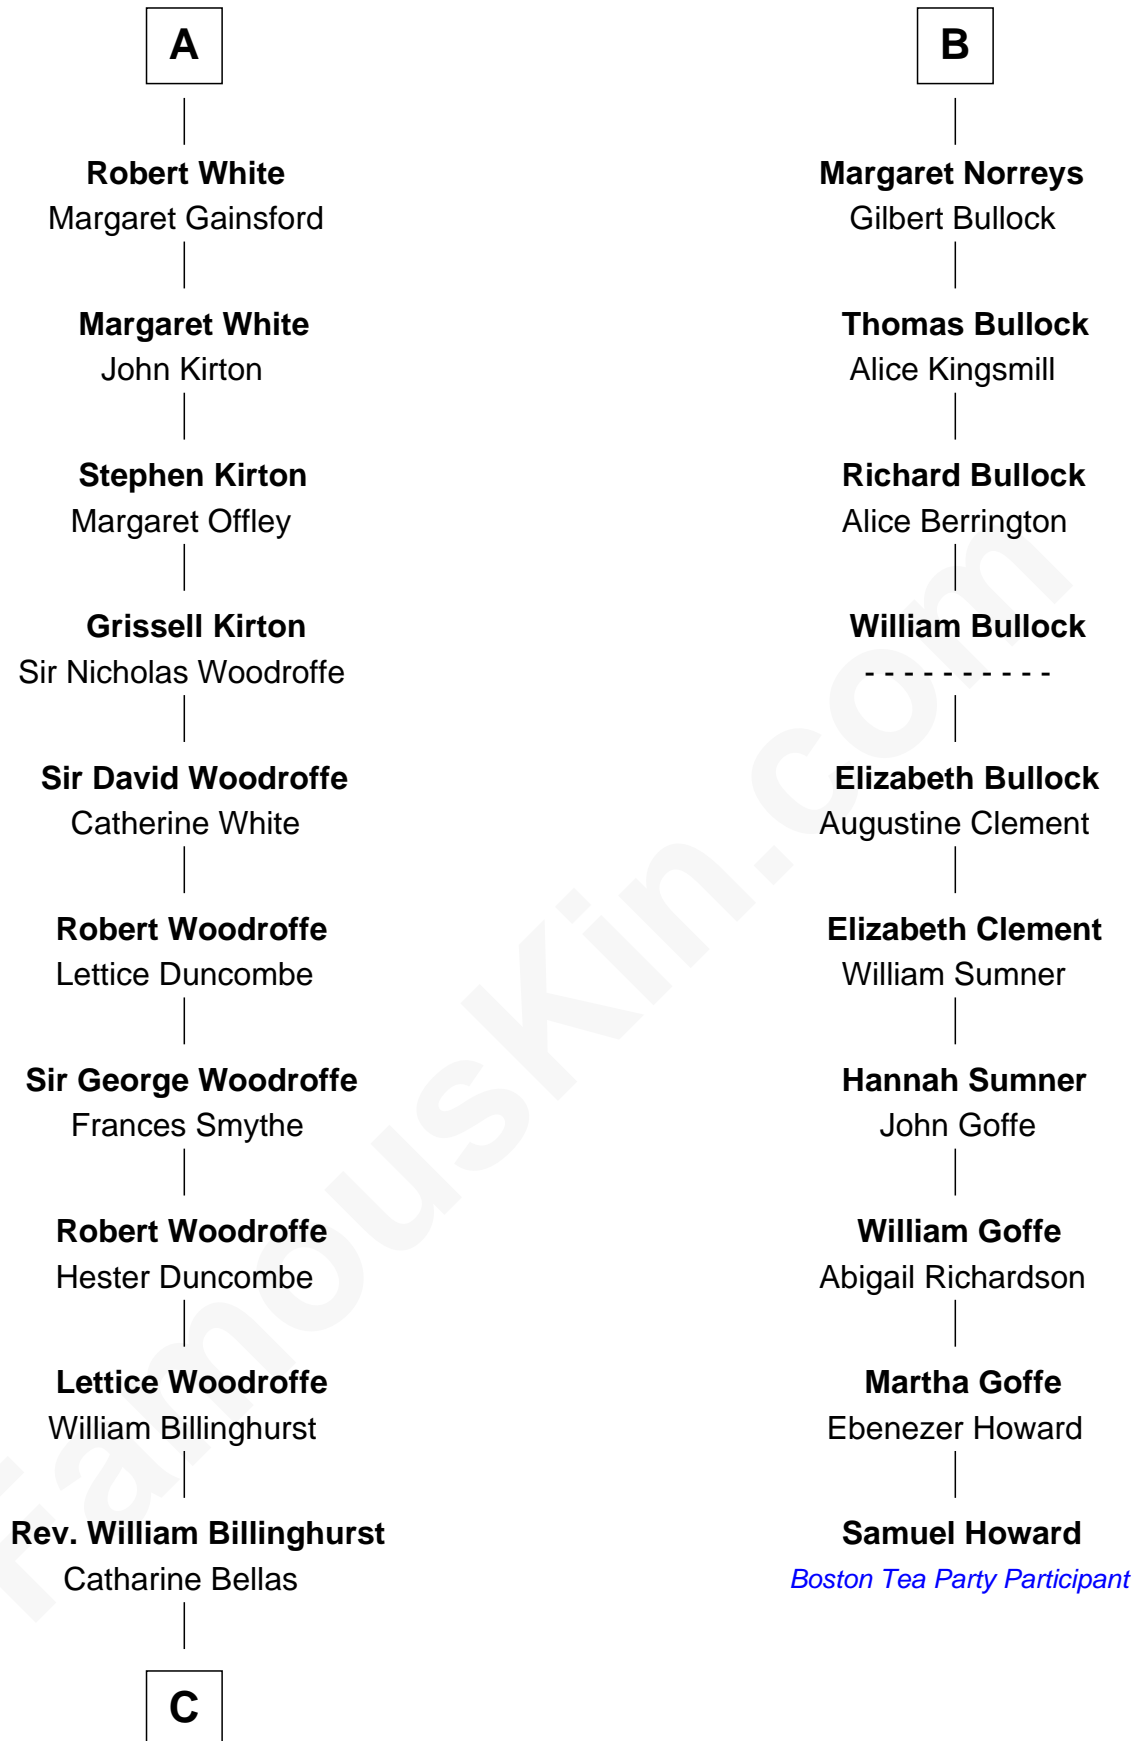 A
Robert White
Margaret Gainsford
Margaret White
John Kirton
Stephen Kirton
Margaret Offley
Grissell Kirton
Sir Nicholas Woodroffe
Sir David Woodroffe
Catherine White
Robert Woodroffe
Lettice Duncombe
Sir George Woodroffe
Frances Smythe
Robert Woodroffe
Hester Duncombe
Lettice Woodroffe
William Billinghurst
Rev. William Billinghurst
Catharine Bellas
C
B
Margaret Norreys
Gilbert Bullock
Thomas Bullock
Alice Kingsmill
Richard Bullock
Alice Berrington
William Bullock
- - - - - - - - - -
Elizabeth Bullock
Augustine Clement
Elizabeth Clement
William Sumner
Hannah Sumner
John Goffe
William Goffe
Abigail Richardson
Martha Goffe
Ebenezer Howard
Samuel Howard
Boston Tea Party Participant
FamousKin.com